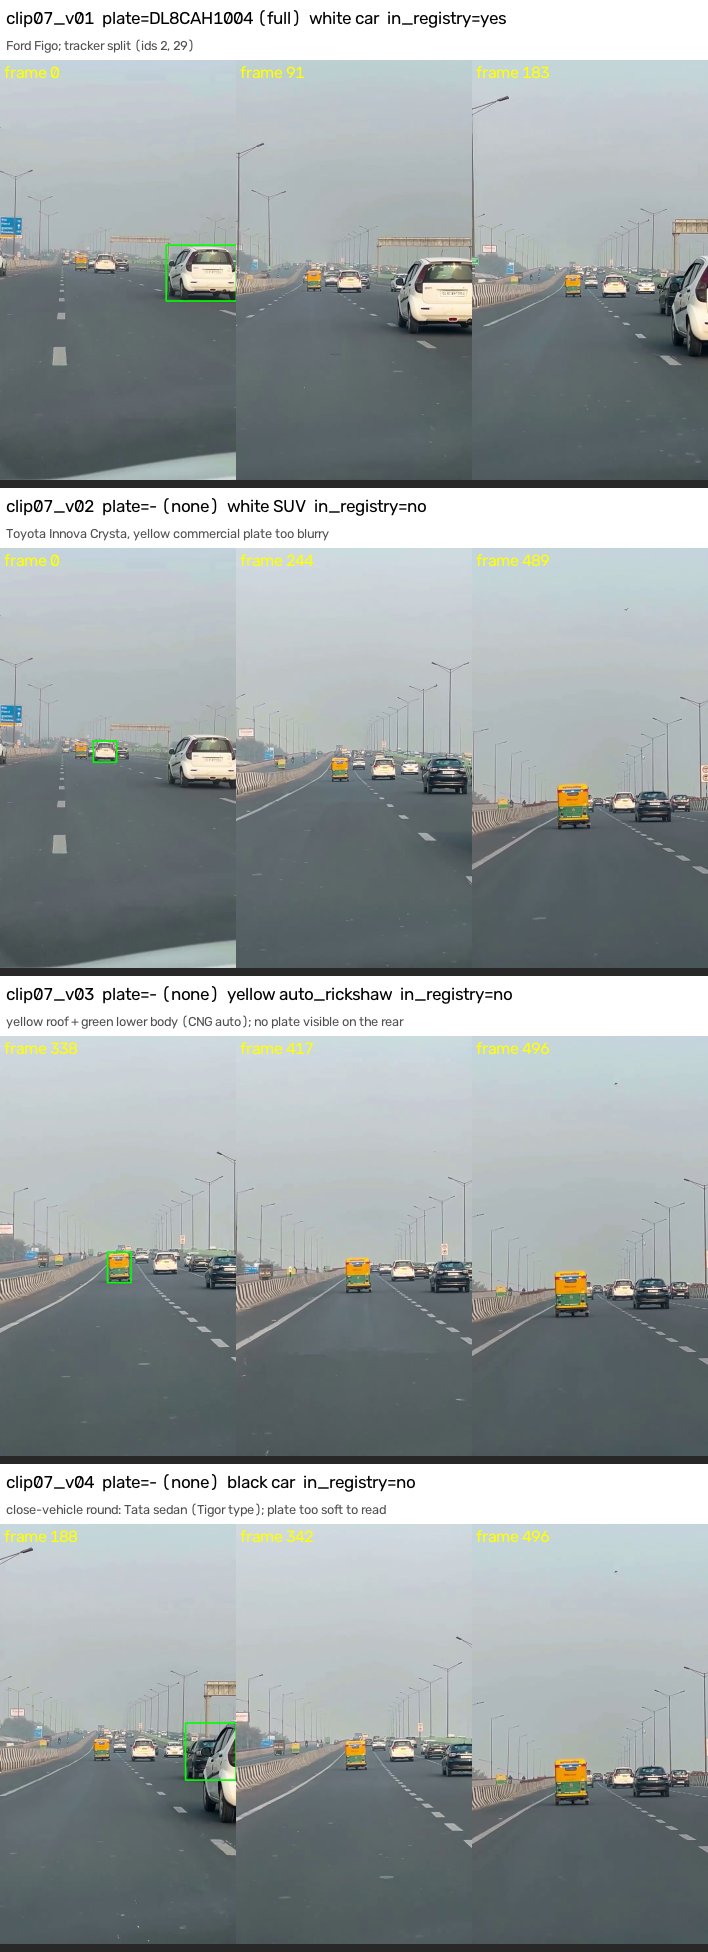 clip07_v01 plate=DL8CAH1004 (full) white car in_registry=yes
Ford Figo; tracker split (ids 2, 29)
frame 0 frame 91 frame 183
clip07_v02 plate=- (none) white SUV in_registry=no
Toyota Innova Crysta, yellow commercial plate too blurry
frame 0 frame 244 frame 489
clip07_v03 plate=- (none) yellow auto_rickshaw in_registry=no
yellow roof+green lower body (CNG auto); no plate visible on the rear
frame 338 frame 417 frame 496
clip07_v04 plate=- (none) black car in_registry=no
close-vehicle round: Tata sedan (Tigor type); plate too soft to read
frame 188 frame 342 frame 496